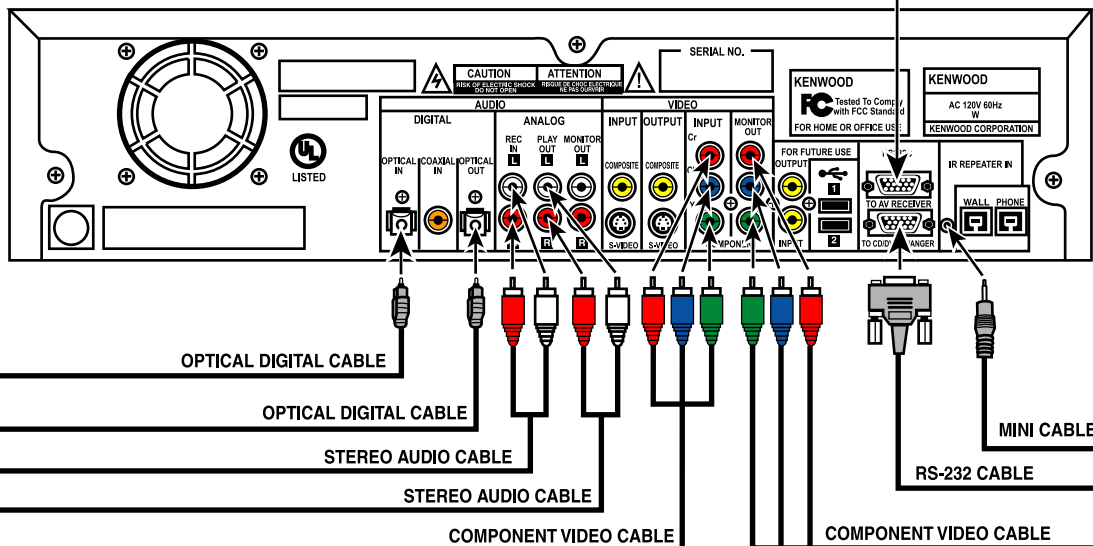 SERIAL NO.
CAUTION
RISK OF ELECTRIC SHOCK
DO NOT OPEN
ATTENTION
RISQUE DE CHOC ELECTRIQUE
NE PAS OURVRIR
KENWOOD
FC Tested To Comply
with FCC Standard
FOR HOME OR OFFICE USE
KENWOOD
AC 120V 60Hz
W
KENWOOD CORPORATION
UL
LISTED
AUDIO
VIDEO
DIGITAL
ANALOG
INPUT
OUTPUT
INPUT
MONITOR
OUT
OPTICAL
IN
COAXIAL
IN
OPTICAL
OUT
REC
IN
L
PLAY
OUT
L
MONITOR
OUT
L
R
R
COMPOSITE
COMPOSITE
S-VIDEO
S-VIDEO
Cr
FOR FUTURE USE
OUTPUT
INPUT
1
2
TO AV RECEIVER
IR REPEATER IN
WALL
PHONE
OPTICAL DIGITAL CABLE
OPTICAL DIGITAL CABLE
STEREO AUDIO CABLE
STEREO AUDIO CABLE
COMPONENT VIDEO CABLE
COMPONENT VIDEO CABLE
RS-232 CABLE
MINI CABLE